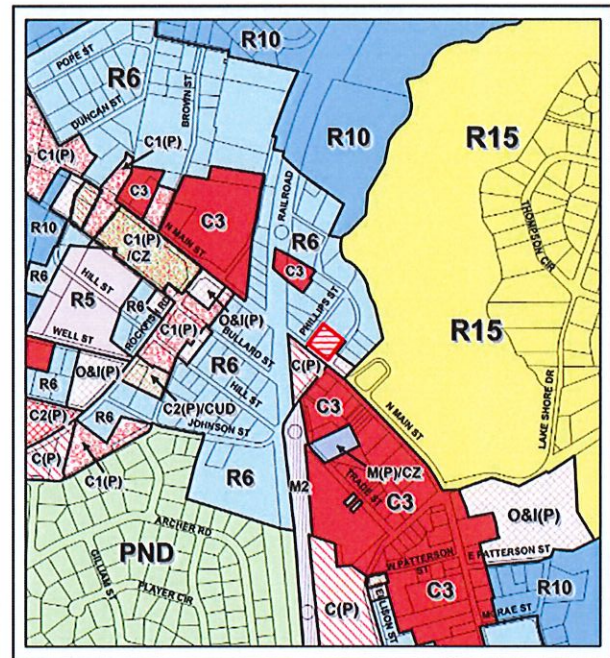 R10
POPE ST
R6
BROWN ST
DUNCAN ST
R10
R15
C1(P)
C1(P)
C3
C3
RAILROAD
THOMPSON CIR
R10
N MAIN ST
C1(P)
/CZ
R6
C3
HILL ST
R6
R5
ROCKFISH RD
O&I(P)
PHILLIPS ST
R15
C1(P)
BULLARD ST
WELL ST
R6
C(P)
LAKE SHORE DR
R6
O&I(P)
HILL ST
C3
N MAIN ST
C2(P)
R6
C2(P)/CUD
JOHNSON ST
C(P)
C1(P)
R6
M2
M(P)/CZ
TRADE ST
C3
O&I(P)
PND
ARCHER RD
W PATTERSON
ST
E PATTERSON ST
GILLIAM ST
PLAYER CIR
C(P)
C3
R10
ELLISON ST
MCRAE ST